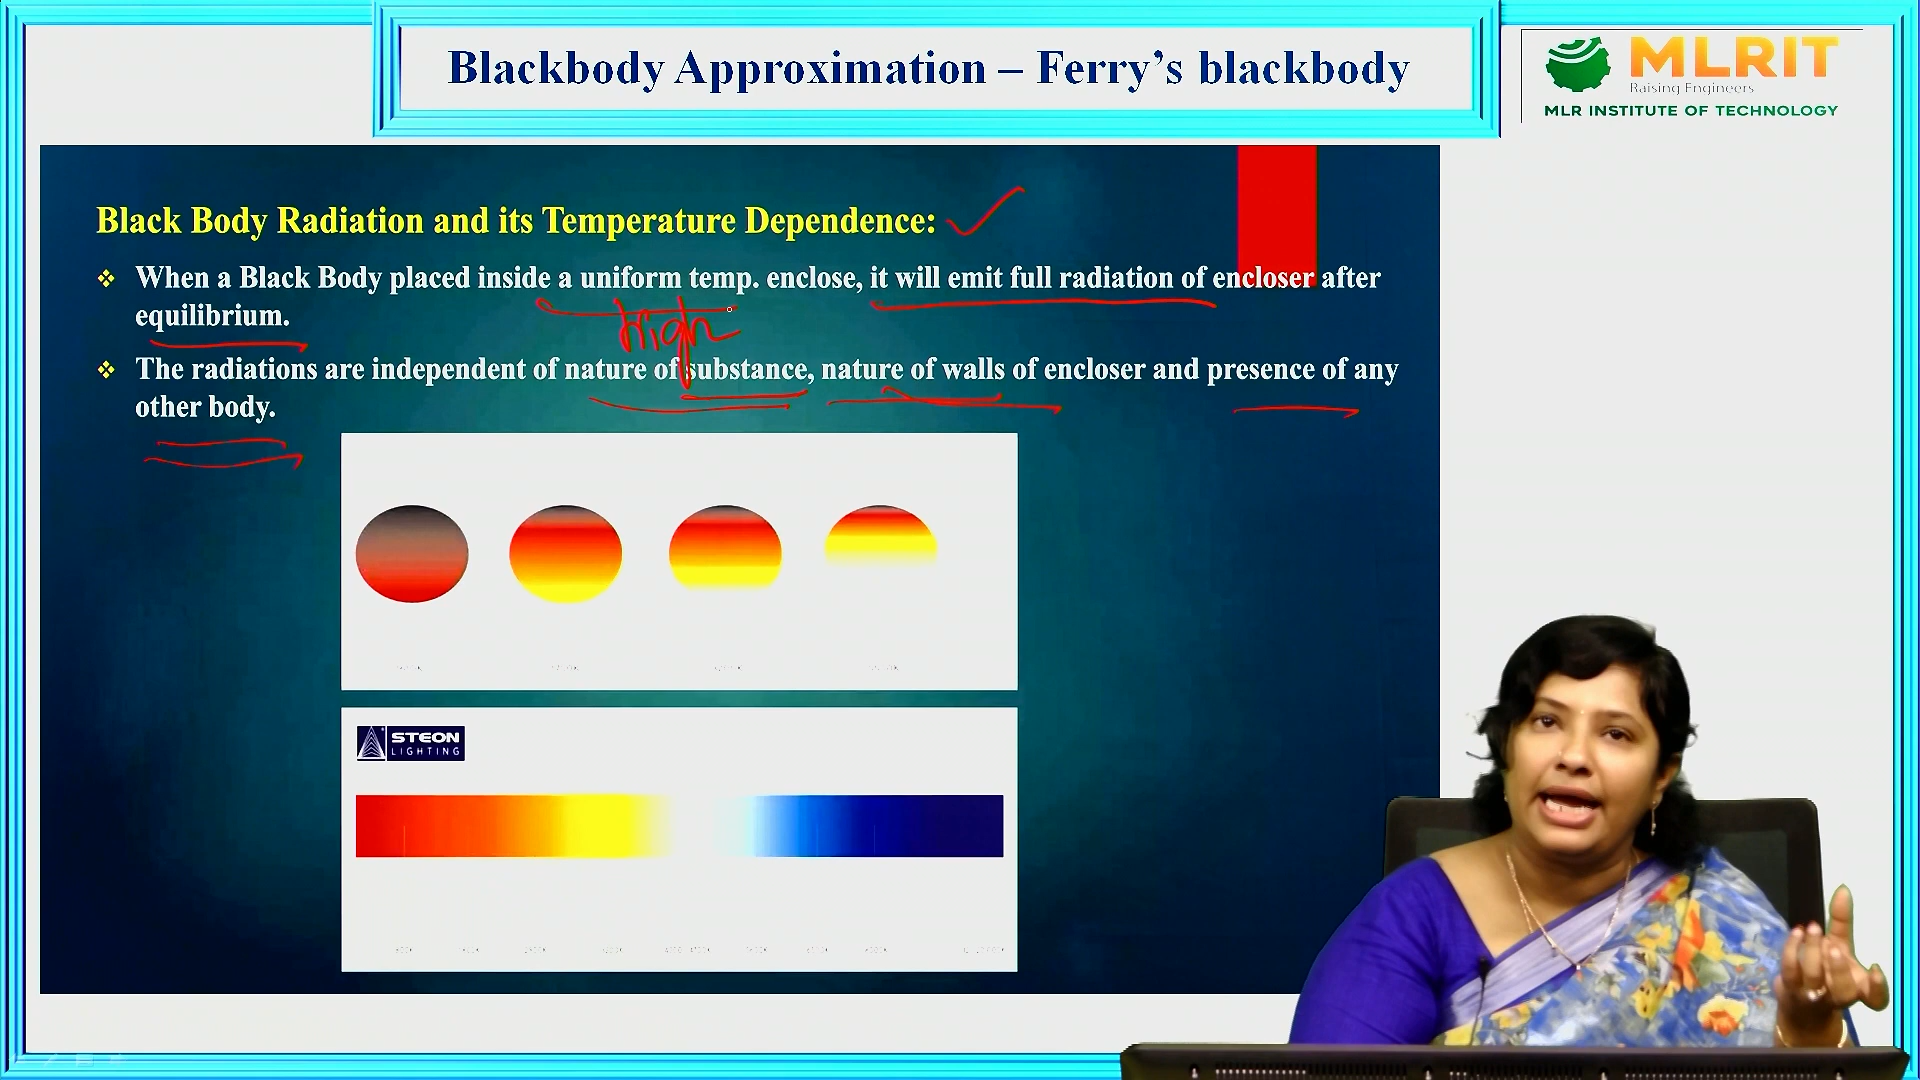 Blackbody Approximation – Ferry's blackbody
MLRIT
Raising Engineers
MLR INSTITUTE OF TECHNOLOGY
Black Body Radiation and its Temperature Dependence:
❖ When a Black Body placed inside a uniform temp. enclose, it will emit full radiation of encloser after
equilibrium.
High
❖ The radiations are independent of nature of substance, nature of walls of encloser and presence of any
other body.
STEON
LIGHTING